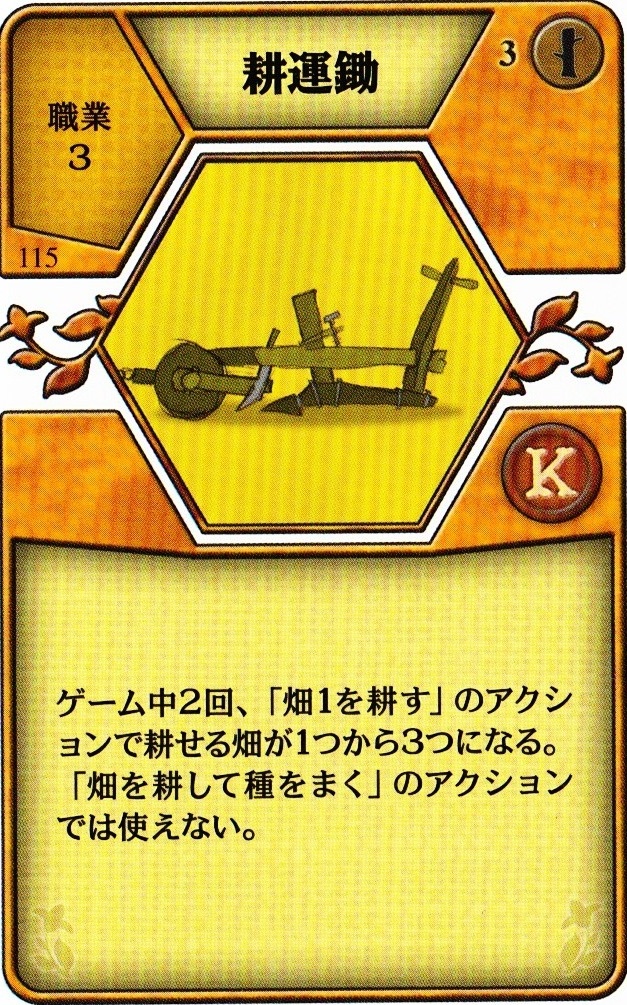 耕運鋤
3
職業
3
115
K
ゲーム中2回、「畑1を耕す」のアクシ
ョンで耕せる畑が1つから3つになる。
「畑を耕して種をまく」のアクション
では使えない。